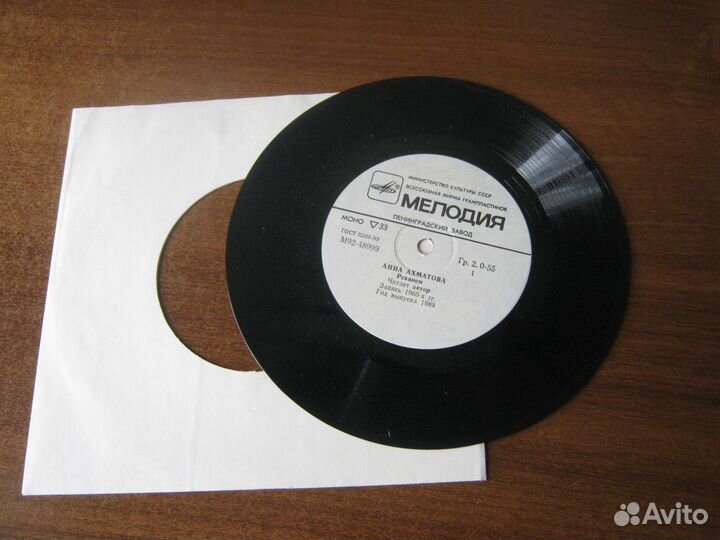 МИНИСТЕРСТВО КУЛЬТУРЫ СССР
ВСЕСОЮЗНАЯ ФИРМА ГРАМПЛАСТИНОК
МЕЛОДИЯ
ЛЕНИНГРАДСКИЙ ЗАВОД
МОНО 33
ГОСТ 5289-88
М92-48099
Гр. 2. 0-55
1
АННА АХМАТОВА
Реквием
Читает автор
Запись 1960-х гг.
Год выпуска 1989
Avito